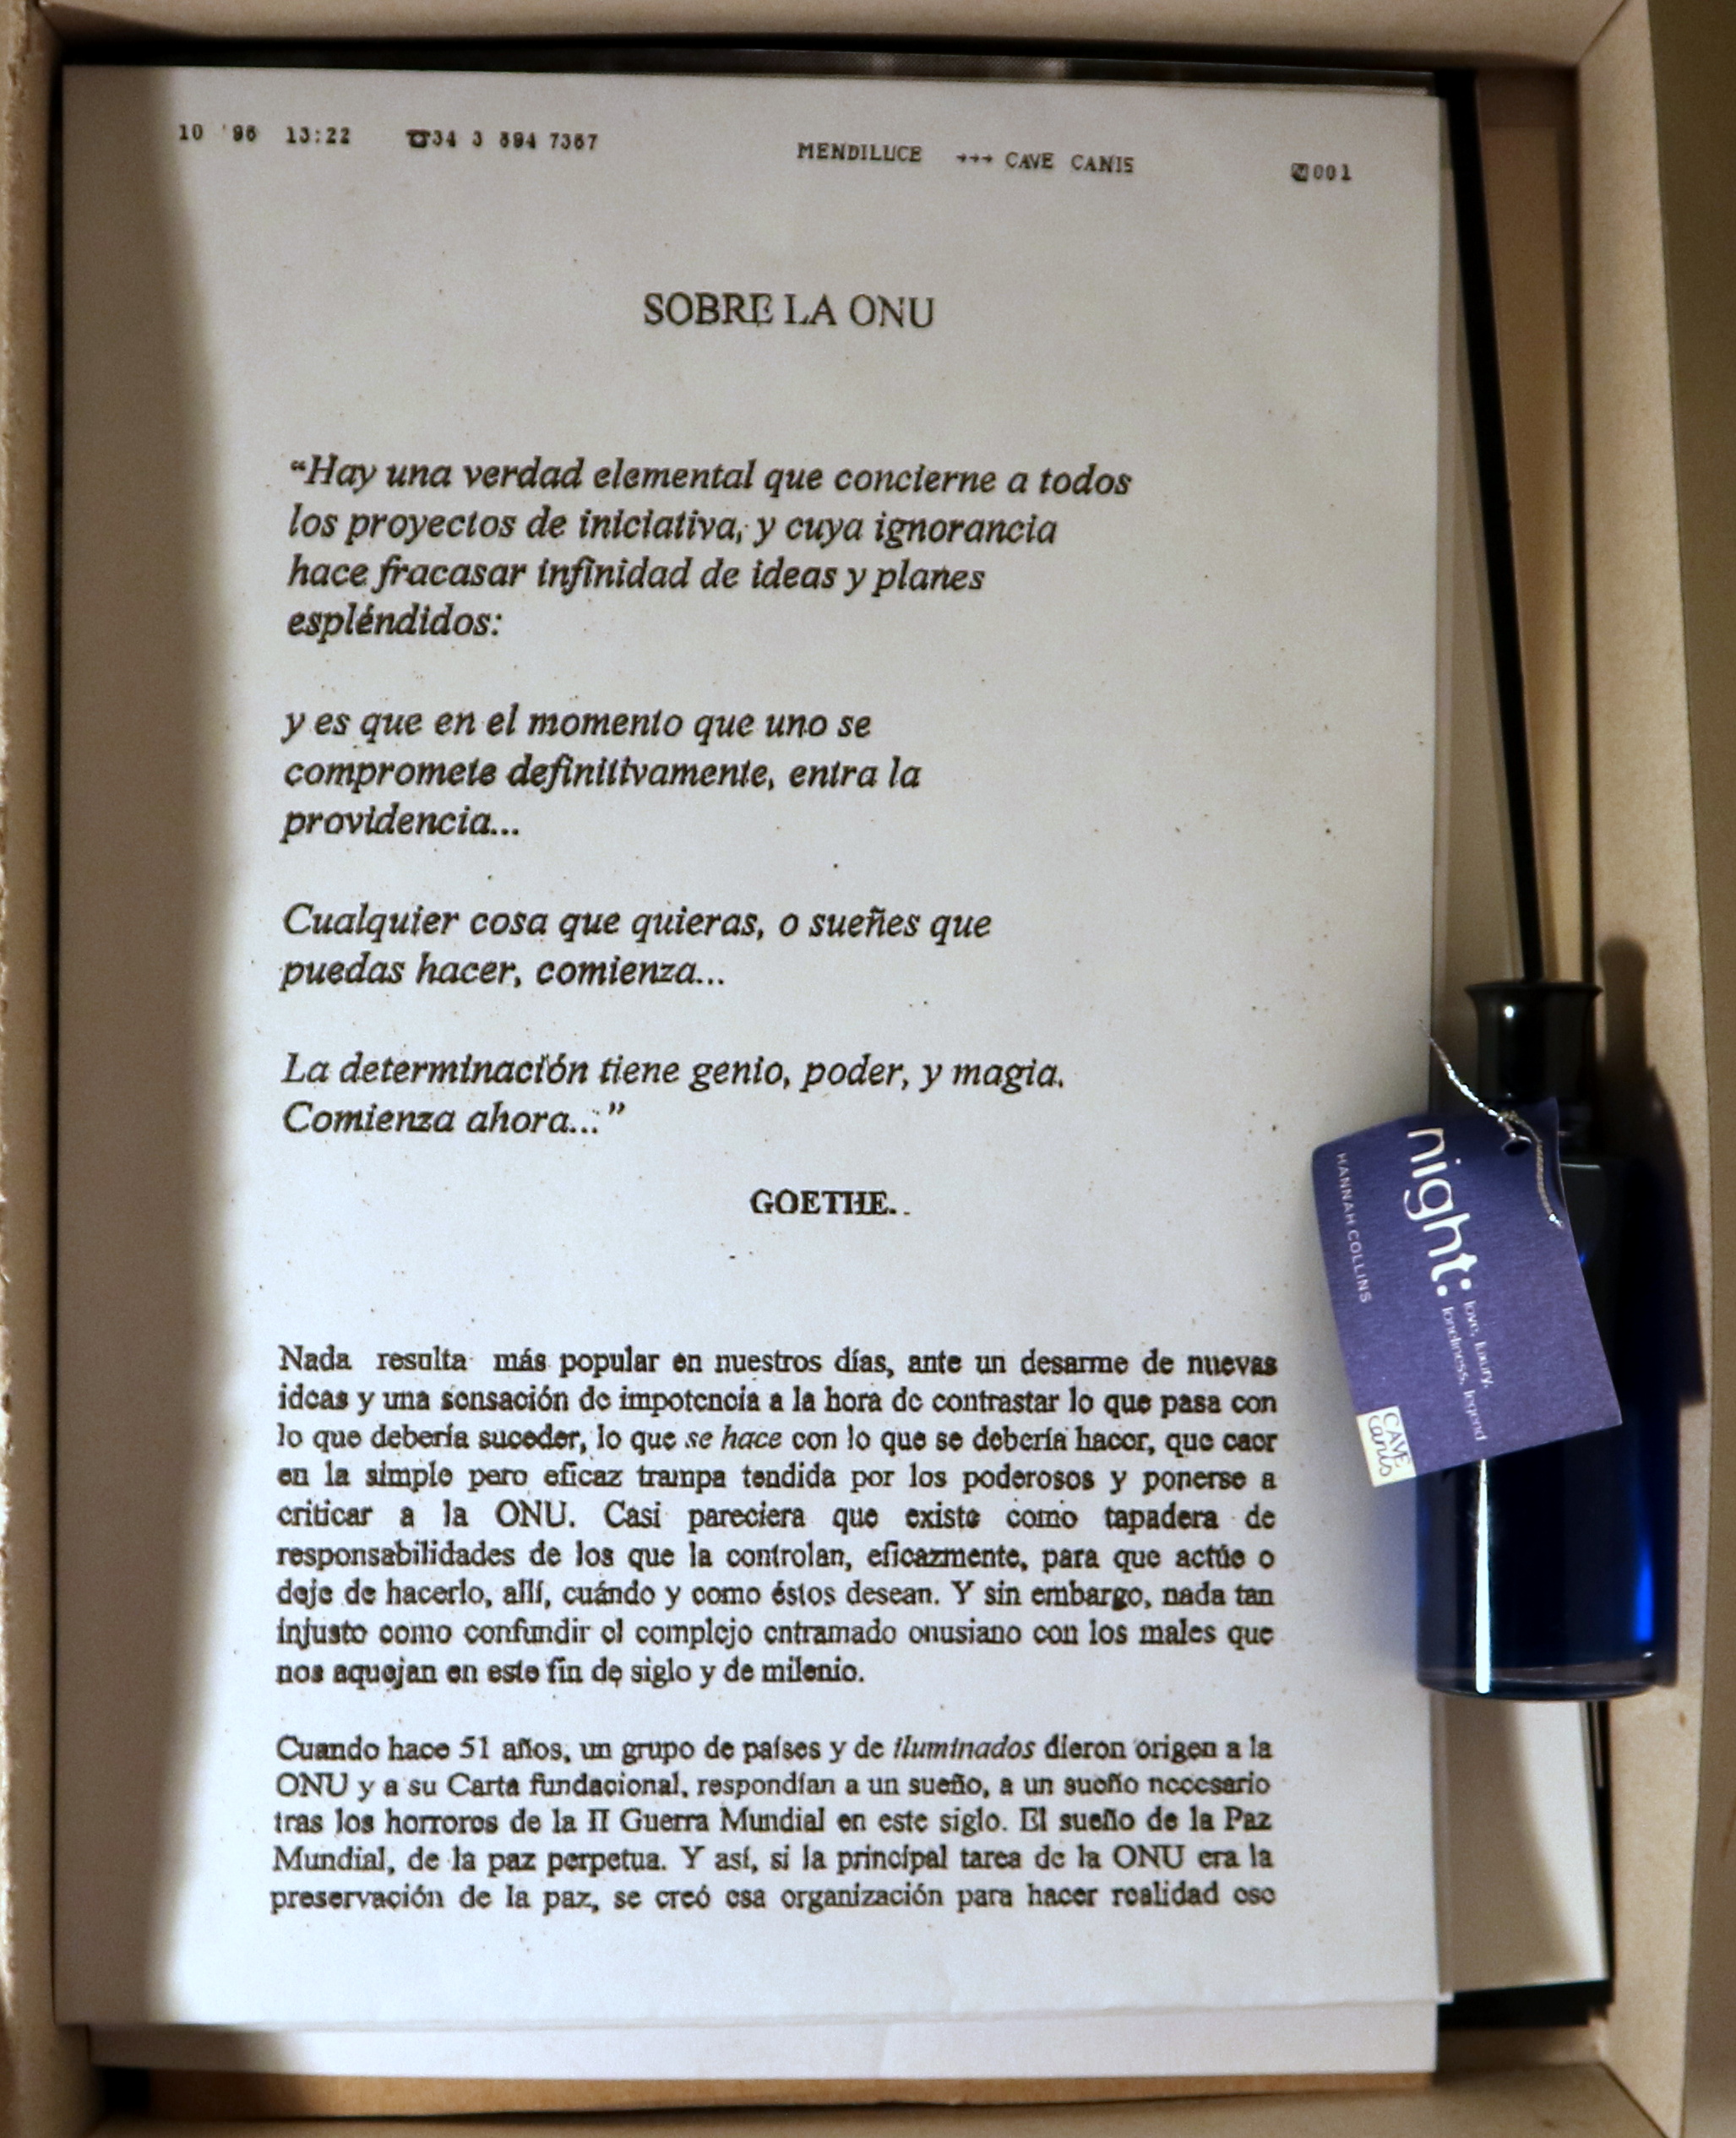 10 '96 13:22 ☎34 3 894 7367 MENDILUCE →→→ CAVE CANIS 001
SOBRE LA ONU
“Hay una verdad elemental que concierne a todos
los proyectos de iniciativa, y cuya ignorancia
hace fracasar infinidad de ideas y planes
espléndidos:
y es que en el momento que uno se
compromete definitivamente, entra la
providencia...
Cualquier cosa que quieras, o sueñes que
puedas hacer, comienza...
La determinación tiene genio, poder, y magia.
Comienza ahora...”
GOETHE.
Nada resulta más popular en nuestros días, ante un desarme de nuevas
ideas y una sensación de impotencia a la hora de contrastar lo que pasa con
lo que debería suceder, lo que se hace con lo que se debería hacer, que caer
en la simple pero eficaz trampa tendida por los poderosos y ponerse a
criticar a la ONU. Casi pareciera que existe como tapadera de
responsabilidades de los que la controlan, eficazmente, para que actúe o
deje de hacerlo, allí, cuándo y como éstos desean. Y sin embargo, nada tan
injusto como confundir el complejo entramado onusiano con los males que
nos aquejan en este fin de siglo y de milenio.
Cuando hace 51 años, un grupo de países y de iluminados dieron origen a la
ONU y a su Carta fundacional, respondían a un sueño, a un sueño necesario
tras los horrores de la II Guerra Mundial en este siglo. El sueño de la Paz
Mundial, de la paz perpetua. Y así, si la principal tarea de la ONU era la
preservación de la paz, se creó esa organización para hacer realidad ese
night:
love, luxury,
loneliness, legend
HANNAH COLLINS
CAVE
canis